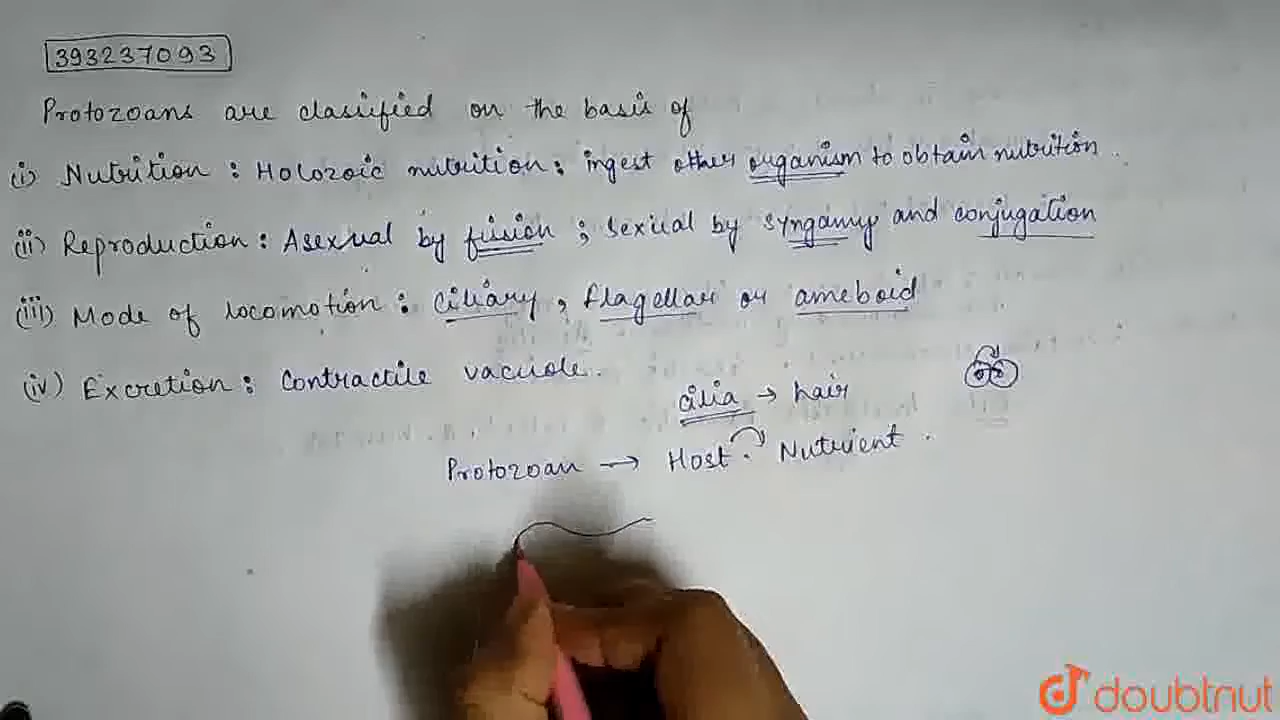 393237093
Protozoans are classified on the basis of
(i) Nutrition : Holozoic nutrition : ingest other organism to obtain nutrition .
(ii) Reproduction : Asexual by fission ; Sexual by syngamy and conjugation
(iii) Mode of locomotion : Ciliary , flagellar or ameboid
(iv) Excretion : Contractile vacuole .
cilia → hair
Protozoan → Host . Nutrient .
doubtnut